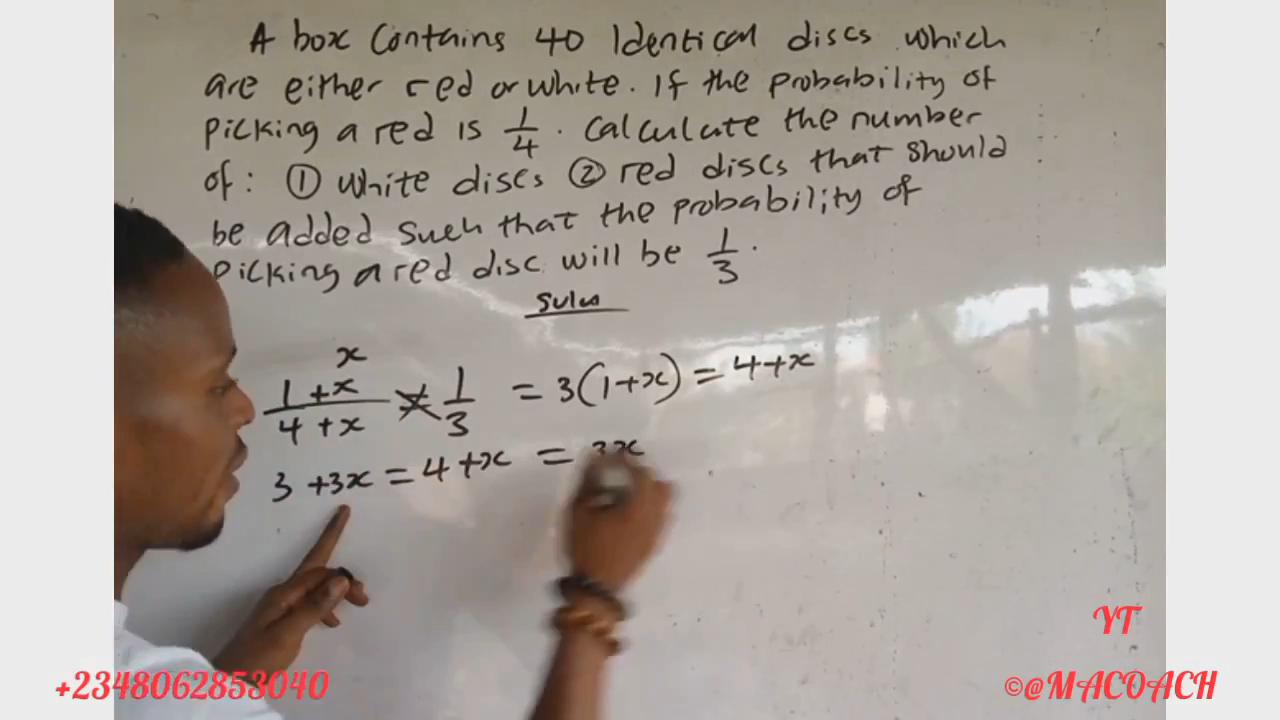 A box contains 40 Identical discs which
are either red or white. If the probability of
picking a red is 1/4. Calculate the number
of: ① white discs ② red discs that should
be added such that the probability of
picking a red disc will be 1/3.
x
1+x / 4+x = 1/3 = 3(1+x) = 4+x
3+3x = 4+x = 3x
YT
+2348062853040
©@MACOACH